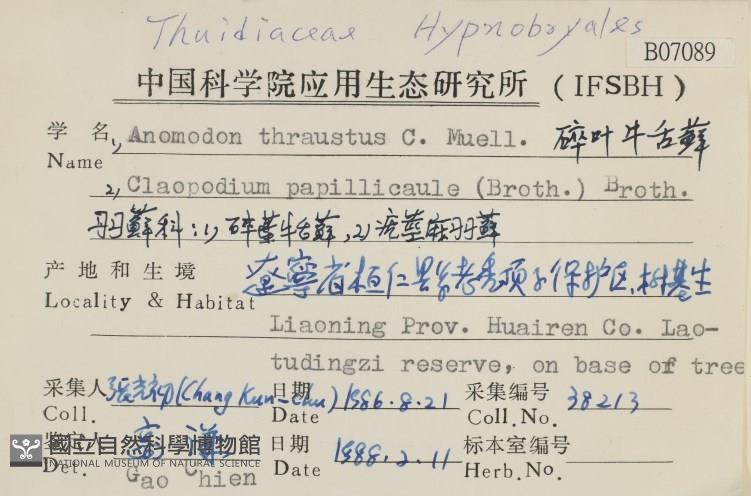 Thuidiaceae Hypnobryales
B07089
中国科学院应用生态研究所 (IFSBH)
学 名 1, Anomodon thraustus C. Muell. 碎叶牛舌藓
Name
2, Claopodium papillicaule (Broth.) Broth.
羽藓科: 1, 碎叶牛舌藓, 2, 疣茎麻羽藓
产地和生境 辽宁省桓仁县老秃顶子保护区, 树基生
Locality & Habitat
Liaoning Prov. Huairen Co. Lao-
tudingzi reserve, on base of tree
采集人 張光初 (Chang Kun-Chu) 日期 1986.8.21 采集编号 38213
Coll. Date Coll.No.
鉴定人 高 谦 日期 1988.2.11 标本室编号
Det. Gao Chien Date Herb.No.
國立自然科學博物館
NATIONAL MUSEUM OF NATURAL SCIENCE